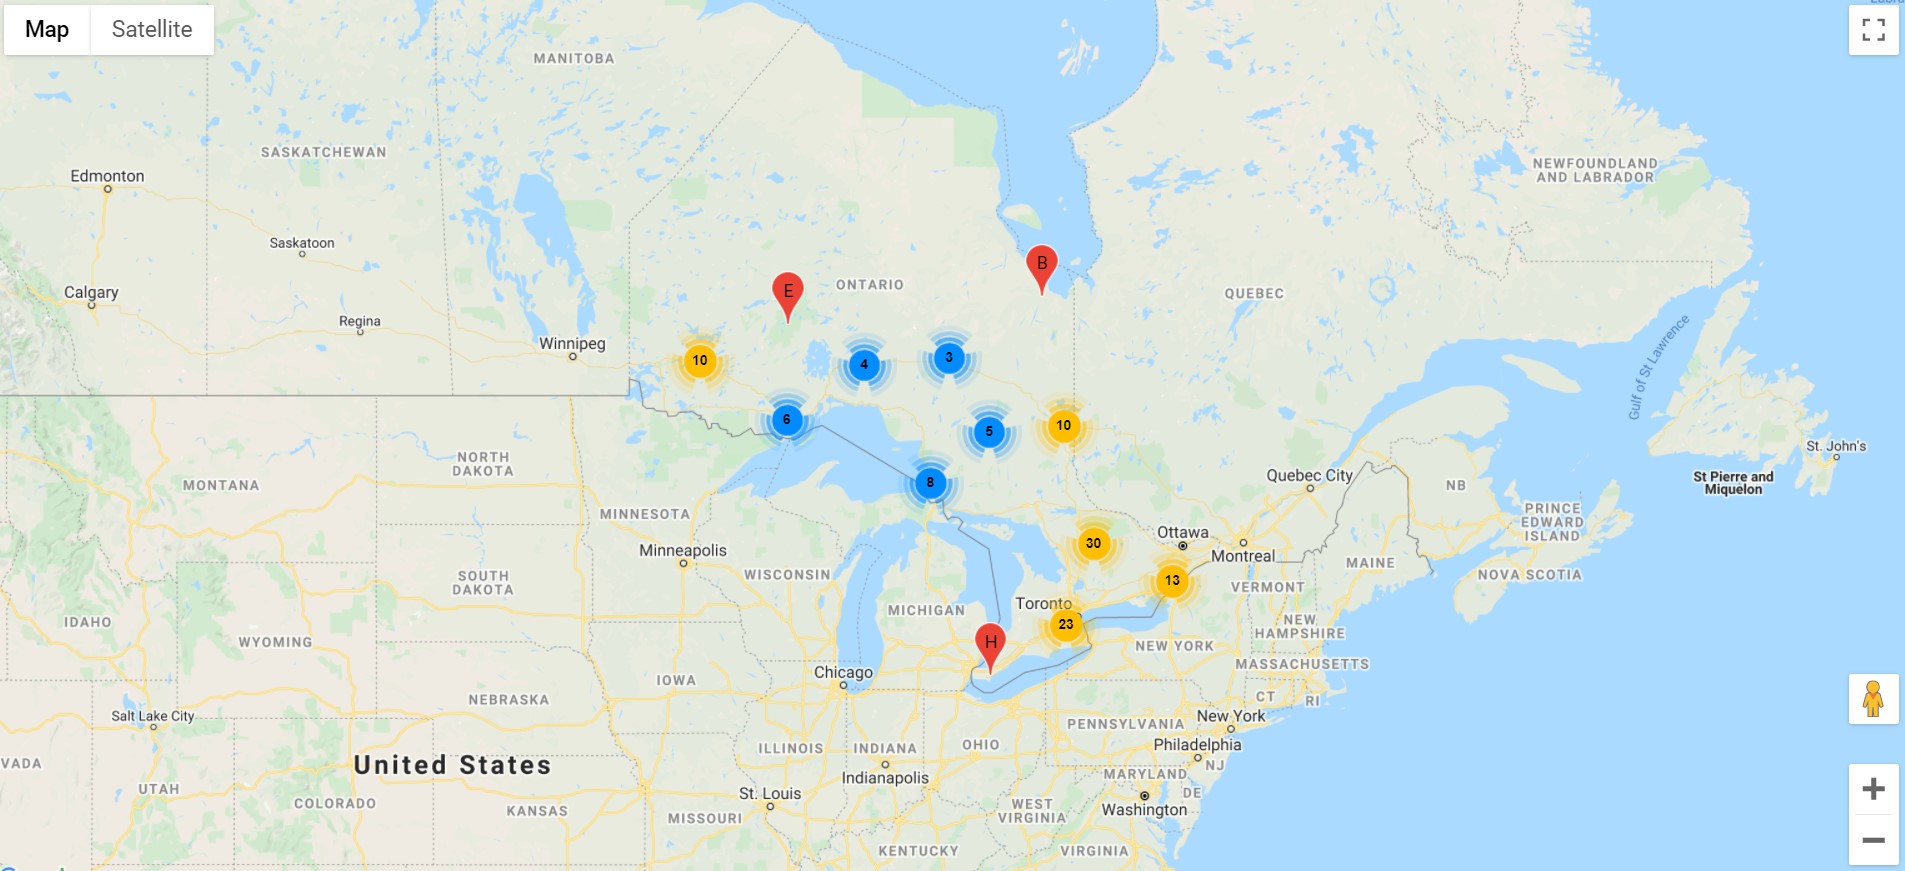 Map
Satellite
Labra
MANITOBA
SASKATCHEWAN
NEWFOUNDLAND
AND LABRADOR
Edmonton
Saskatoon
B
E
ONTARIO
QUEBEC
Calgary
Regina
Winnipeg
10
4
3
Gulf of St Lawrence
6
5
10
St. John's
NORTH
DAKOTA
MONTANA
8
Quebec City
NB
St Pierre and
Miquelon
MINNESOTA
PRINCE
EDWARD
ISLAND
Minneapolis
30
Ottawa
Montreal
MAINE
WISCONSIN
13
VERMONT
NOVA SCOTIA
SOUTH
DAKOTA
MICHIGAN
Toronto
23
IDAHO
WYOMING
H
NEW YORK
NEW
HAMPSHIRE
MASSACHUSETTS
Chicago
IOWA
CT
RI
NEBRASKA
Salt Lake City
PENNSYLVANIA
New York
Philadelphia
NJ
VADA
United States
ILLINOIS
INDIANA
OHIO
Indianapolis
MARYLAND
DE
UTAH
COLORADO
KANSAS
St. Louis
MISSOURI
WEST
VIRGINIA
Washington
KENTUCKY
VIRGINIA